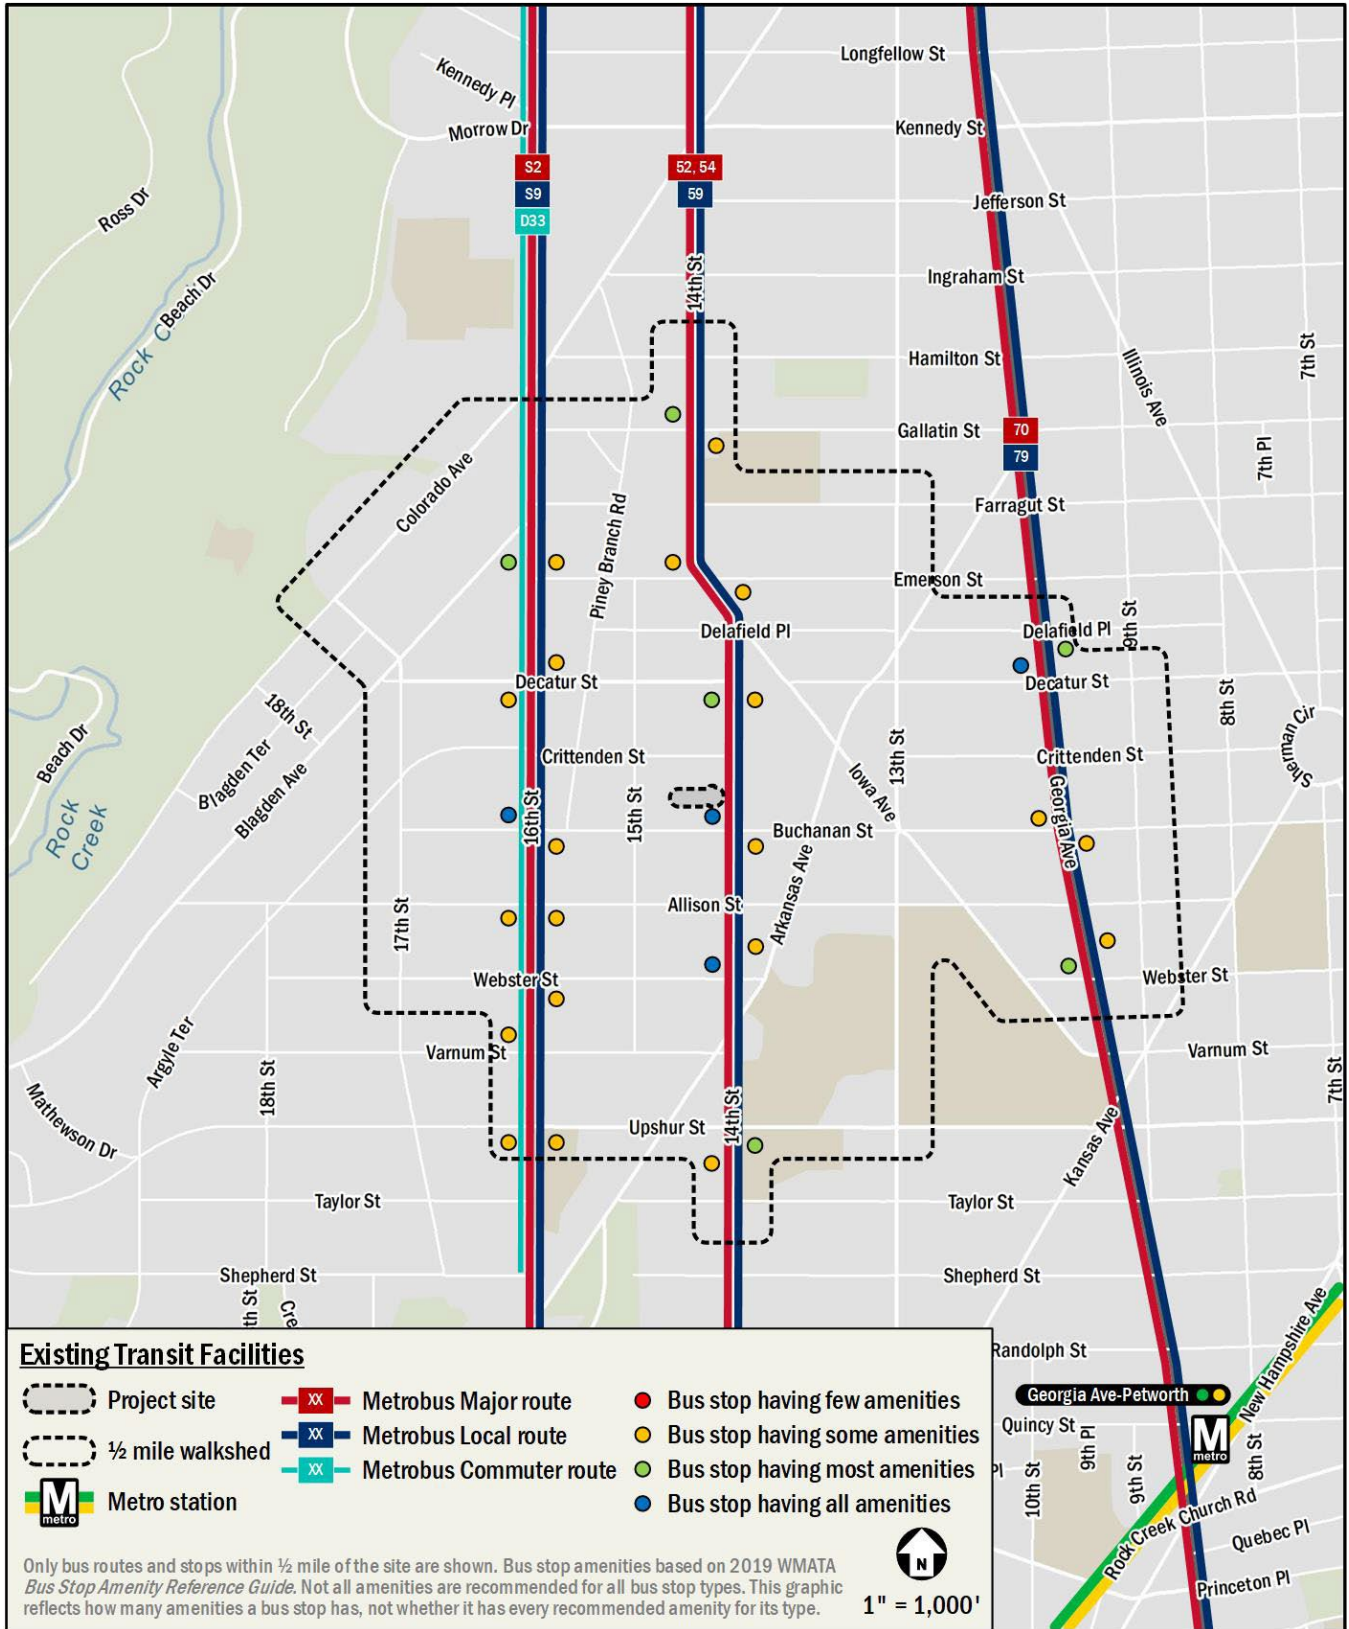 Longfellow St
Kennedy Pl
Morrow Dr
Kennedy St
S2
S9
D33
52, 54
59
Ross Dr
Jefferson St
14th St
Ingraham St
Beach Dr
Rock C
Hamilton St
Illinois Ave
7th St
Gallatin St
70
79
7th Pl
Colorado Ave
Farragut St
Piney Branch Rd
Emerson St
Delafield Pl
Delafield Pl
9th St
Decatur St
Decatur St
18th St
8th St
Beach Dr
Blagden Ter
Crittenden St
13th St
Crittenden St
Sherman Cir
Blagden Ave
Iowa Ave
Rock
Creek
16th St
15th St
Buchanan St
Georgia Ave
Allison St
Arkansas Ave
17th St
Webster St
Webster St
Argyle Ter
Varnum St
Varnum St
18th St
7th St
Mathewson Dr
Upshur St
14th St
Kansas Ave
Taylor St
Taylor St
Shepherd St
Shepherd St
th St
Cre
New Hampshire Ave
Randolph St
Georgia Ave-Petworth
Quincy St
M
metro
9th Pl
8th St
Pl
10th St
9th St
Rock Creek Church Rd
Quebec Pl
Princeton Pl
Existing Transit Facilities
Project site
½ mile walkshed
M
metro
Metro station
XX Metrobus Major route
XX Metrobus Local route
XX Metrobus Commuter route
Bus stop having few amenities
Bus stop having some amenities
Bus stop having most amenities
Bus stop having all amenities
Only bus routes and stops within ½ mile of the site are shown. Bus stop amenities based on 2019 WMATA
Bus Stop Amenity Reference Guide. Not all amenities are recommended for all bus stop types. This graphic
reflects how many amenities a bus stop has, not whether it has every recommended amenity for its type.
N
1" = 1,000'